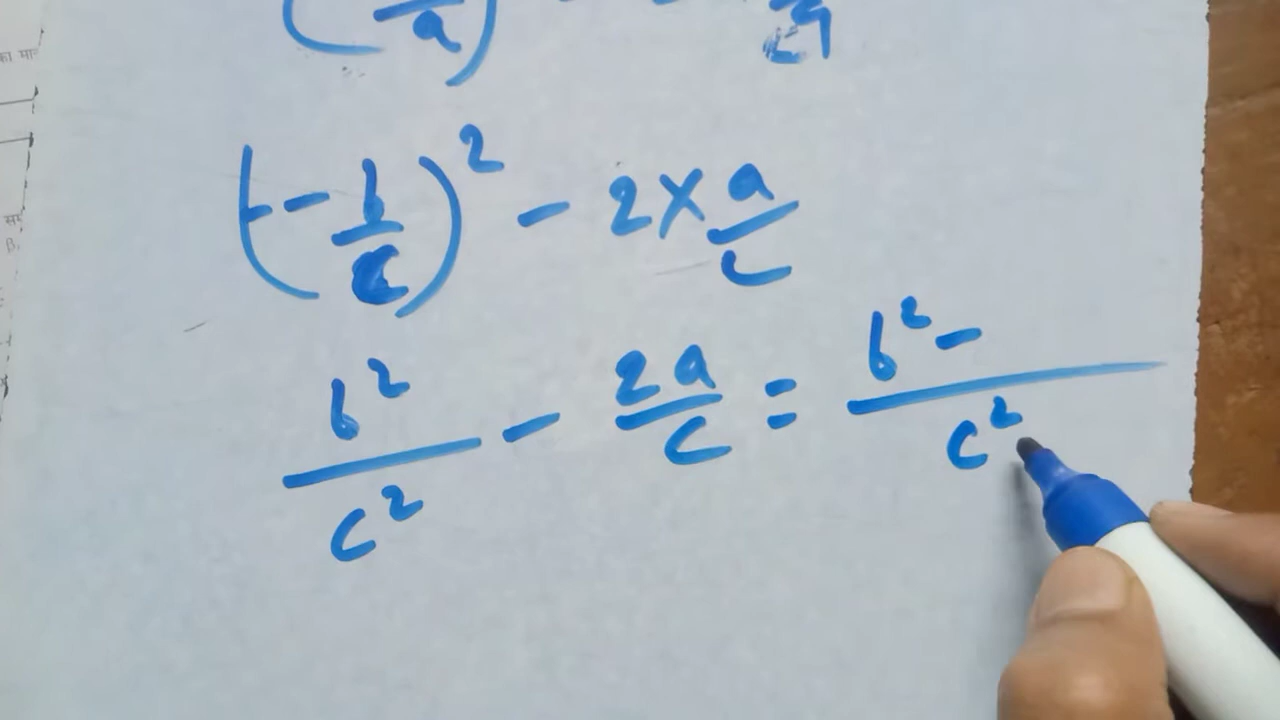 (--b/c)² - 2×a/c
b²/c² - 2a/c = b²-/c²